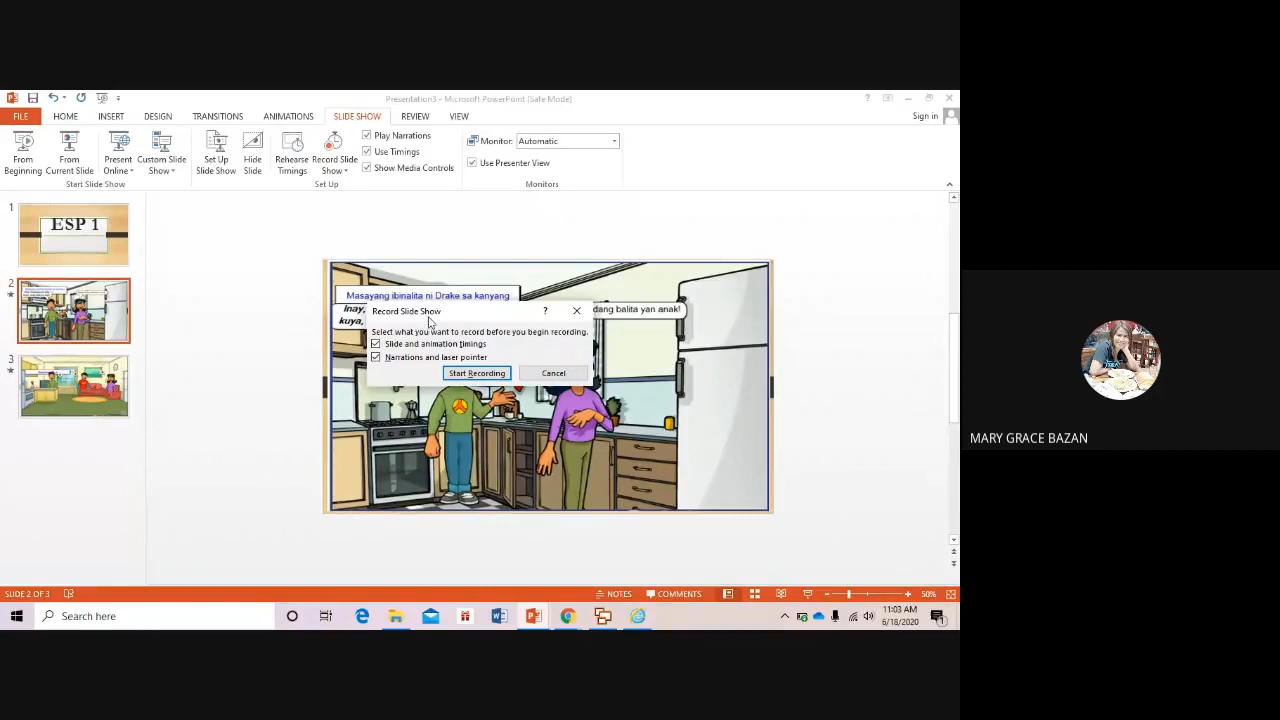 Presentation3 - Microsoft PowerPoint (Safe Mode)
FILE HOME INSERT DESIGN TRANSITIONS ANIMATIONS SLIDE SHOW REVIEW VIEW Sign in
From Beginning
From Current Slide
Present Online
Custom Slide Show
Set Up Slide Show
Hide Slide
Rehearse Timings
Record Slide Show
Play Narrations
Use Timings
Show Media Controls
Monitor: Automatic
Use Presenter View
Start Slide Show Set Up Monitors
1
ESP 1
2
3
Masayang ibinalita ni Drake sa kanyang
Inay,
kuya,
dang balita yan anak!
Record Slide Show ?
Select what you want to record before you begin recording.
Slide and animation timings
Narrations and laser pointer
Start Recording Cancel
MARY GRACE BAZAN
SLIDE 2 OF 3 NOTES COMMENTS 50%
Search here
11:03 AM
6/18/2020